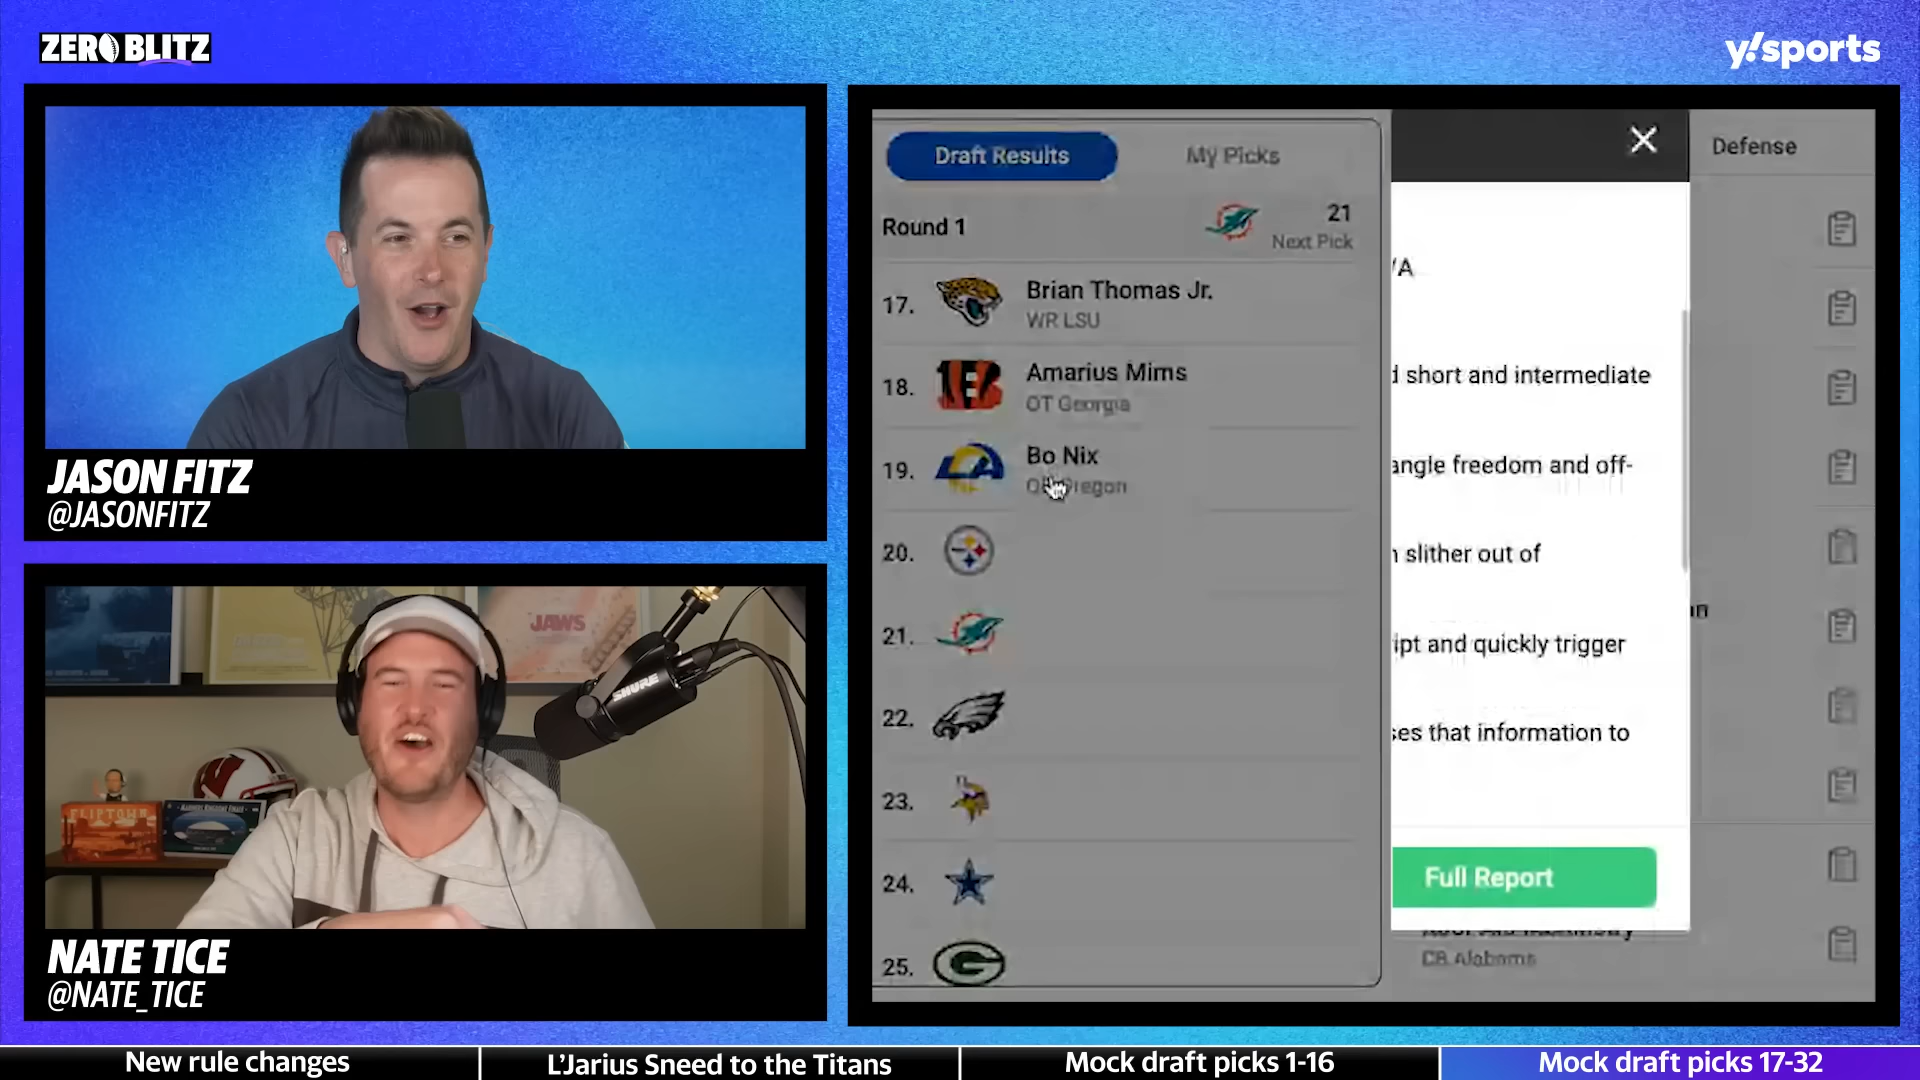 ZERO BLITZ
y!sports
JASON FITZ
@JASONFITZ
JAWS
SHURE
FLIPTOWN
NATE TICE
@NATE_TICE
Draft Results
My Picks
Round 1
21
Next Pick
17.
Brian Thomas Jr.
WR LSU
18.
Amarius Mims
OT Georgia
19.
Bo Nix
20.
21.
22.
23.
24.
25.
Defense
/A
short and intermediate
angle freedom and off-
slither out of
ipt and quickly trigger
ses that information to
Full Report
CB Alabama
New rule changes
L'Jarius Sneed to the Titans
Mock draft picks 1-16
Mock draft picks 17-32